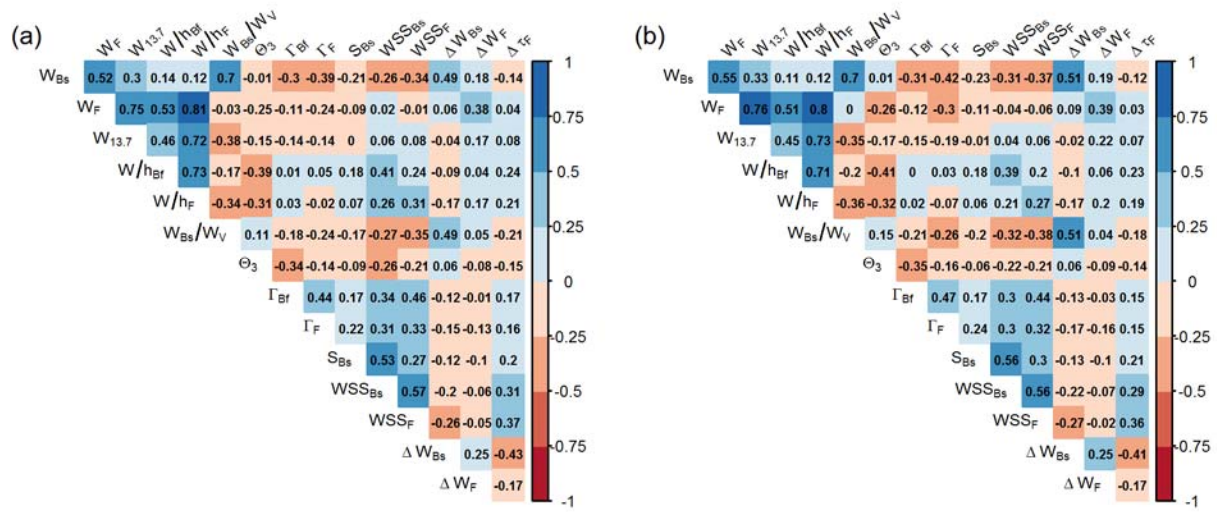 (a)
W_F W_13.7 W/h_Bf W/h_F W_Bs/W_V Θ_3 Γ_Bf Γ_F S_Bs WSS_Bs WSS_F Δ W_Bs Δ W_F Δ τ_F
W_Bs 0.52 0.3 0.14 0.12 0.7 -0.01 -0.3 -0.39 -0.21 -0.26 -0.34 0.49 0.18 -0.14
W_F 0.75 0.53 0.81 -0.03 -0.25 -0.11 -0.24 -0.09 0.02 -0.01 0.06 0.38 0.04
W_13.7 0.46 0.72 -0.38 -0.15 -0.14 -0.14 0 0.06 0.08 -0.04 0.17 0.08
W/h_Bf 0.73 -0.17 -0.39 0.01 0.05 0.18 0.41 0.24 -0.09 0.04 0.24
W/h_F -0.34 -0.31 0.03 -0.02 0.07 0.26 0.31 -0.17 0.17 0.21
W_Bs/W_V 0.11 -0.18 -0.24 -0.17 -0.27 -0.35 0.49 0.05 -0.21
Θ_3 -0.34 -0.14 -0.09 -0.26 -0.21 0.06 -0.08 -0.15
Γ_Bf 0.44 0.17 0.34 0.46 -0.12 -0.01 0.17
Γ_F 0.22 0.31 0.33 -0.15 -0.13 0.16
S_Bs 0.53 0.27 -0.12 -0.1 0.2
WSS_Bs 0.57 -0.2 -0.06 0.31
WSS_F -0.26 -0.05 0.37
Δ W_Bs 0.25 -0.43
Δ W_F -0.17
1
0.75
0.5
0.25
0
-0.25
-0.5
-0.75
-1
(b)
W_F W_13.7 W/h_Bf W/h_F W_Bs/W_V Θ_3 Γ_Bf Γ_F S_Bs WSS_Bs WSS_F Δ W_Bs Δ W_F Δ τ_F
W_Bs 0.55 0.33 0.11 0.12 0.7 0.01 -0.31 -0.42 -0.23 -0.31 -0.37 0.51 0.19 -0.12
W_F 0.76 0.51 0.8 0 -0.26 -0.12 -0.3 -0.11 -0.04 -0.06 0.09 0.39 0.03
W_13.7 0.45 0.73 -0.35 -0.17 -0.15 -0.19 -0.01 0.04 0.06 -0.02 0.22 0.07
W/h_Bf 0.71 -0.2 -0.41 0 0.03 0.18 0.39 0.2 -0.1 0.06 0.23
W/h_F -0.36 -0.32 0.02 -0.07 0.06 0.21 0.27 -0.17 0.2 0.19
W_Bs/W_V 0.15 -0.21 -0.26 -0.2 -0.32 -0.38 0.51 0.04 -0.18
Θ_3 -0.35 -0.16 -0.06 -0.22 -0.21 0.06 -0.09 -0.14
Γ_Bf 0.47 0.17 0.3 0.44 -0.13 -0.03 0.15
Γ_F 0.24 0.3 0.32 -0.17 -0.16 0.15
S_Bs 0.56 0.3 -0.13 -0.1 0.21
WSS_Bs 0.56 -0.22 -0.07 0.29
WSS_F -0.27 -0.02 0.36
Δ W_Bs 0.25 -0.41
Δ W_F -0.17
1
0.75
0.5
0.25
0
-0.25
-0.5
-0.75
-1